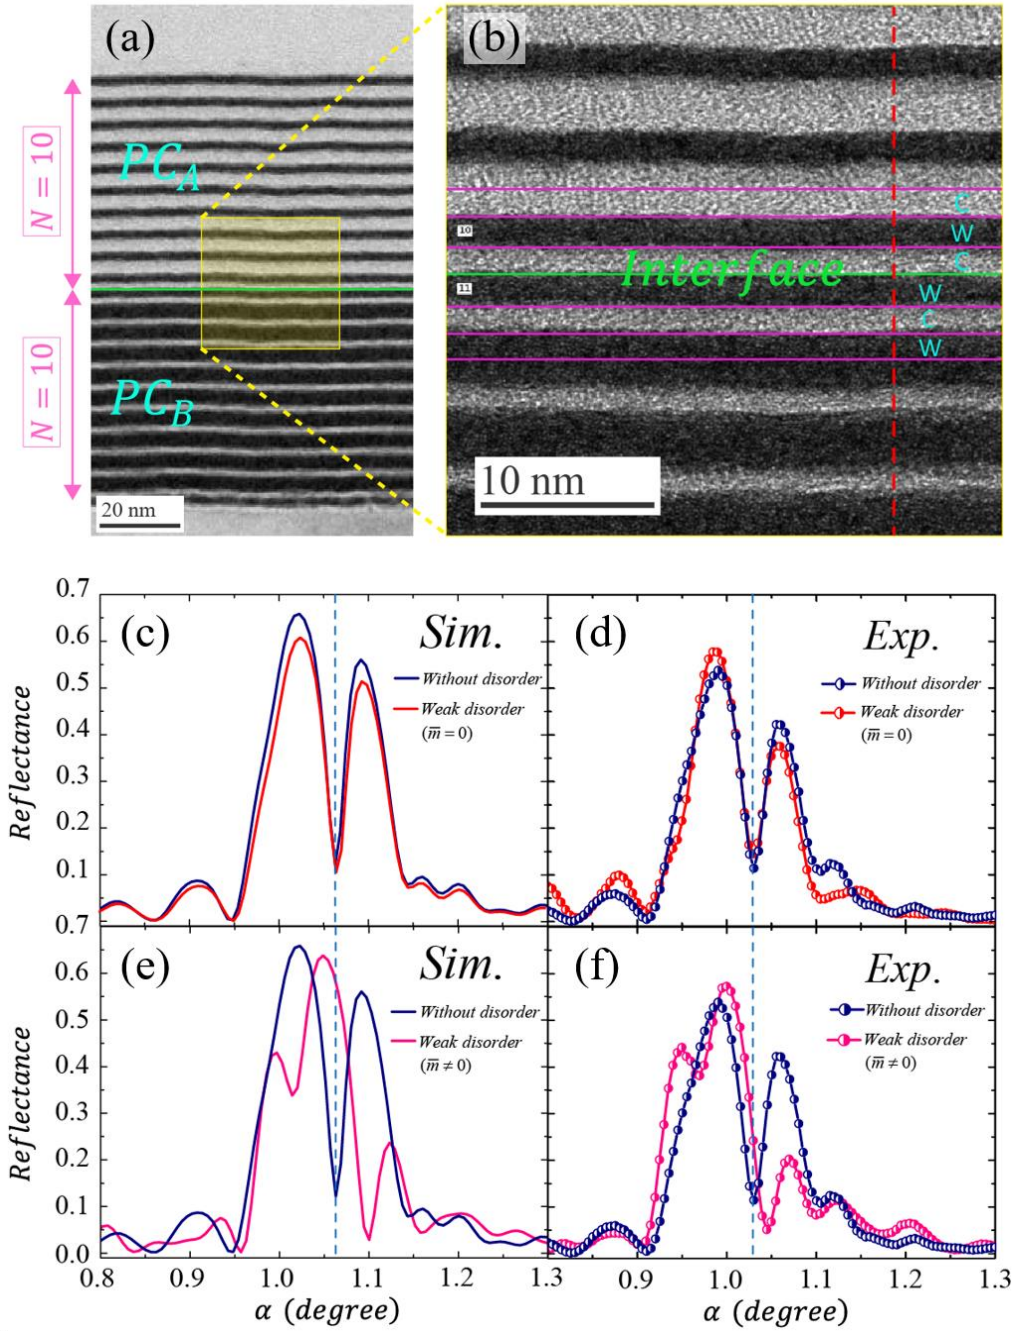 (a)
N = 10
PC_A
N = 10
PC_B
20 nm
(b)
C
10
W
C
Interface
11
W
C
W
10 nm
0.7
0.6
0.5
0.4
0.3
0.2
0.1
Reflectance
(c)
Sim.
Without disorder
Weak disorder
(m̅ = 0)
(d)
Exp.
Without disorder
Weak disorder
(m̅ = 0)
0.7
0.6
0.5
0.4
0.3
0.2
0.1
0.0
Reflectance
(e)
Sim.
Without disorder
Weak disorder
(m̅ ≠ 0)
(f)
Exp.
Without disorder
Weak disorder
(m̅ ≠ 0)
0.8 0.9 1.0 1.1 1.2 1.3
α (degree)
0.9 1.0 1.1 1.2 1.3
α (degree)